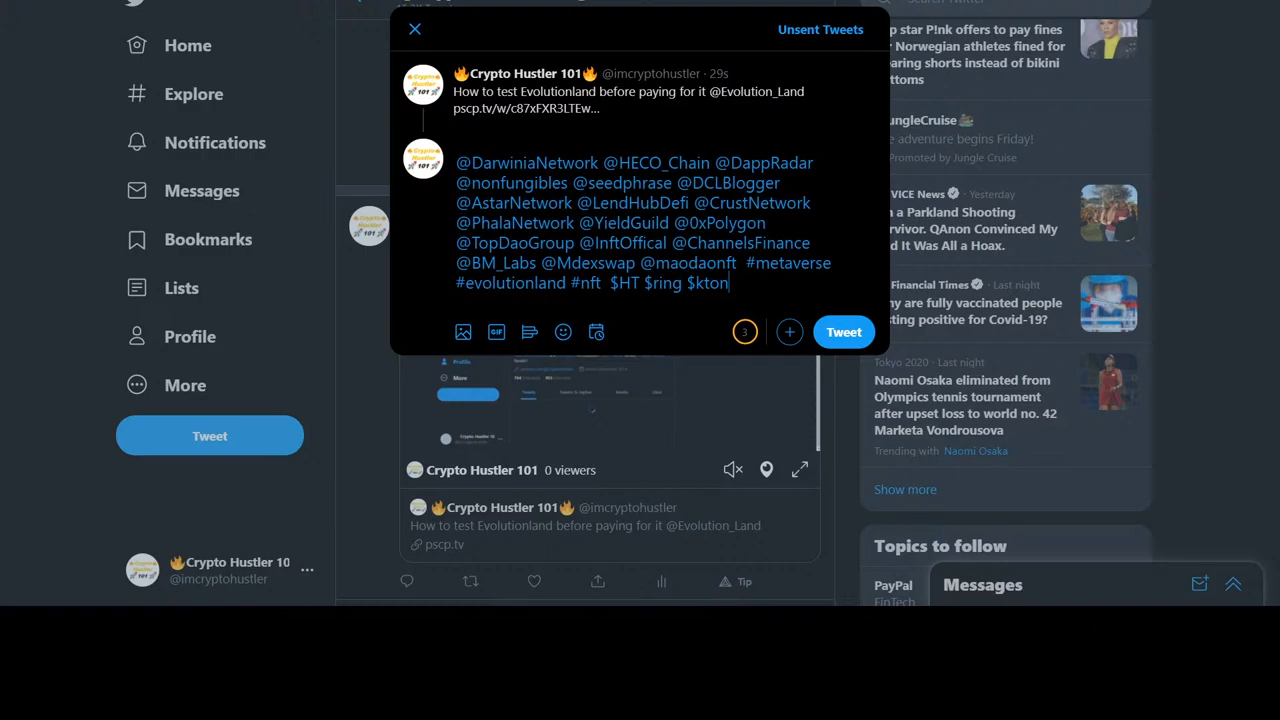 Home
Explore
Notifications
Messages
Bookmarks
Lists
Profile
More
Tweet
🔥Crypto Hustler 10
@imcryptohustler
Unsent Tweets
🔥Crypto Hustler 101🔥 @imcryptohustler · 29s
How to test Evolutionland before paying for it @Evolution_Land
pscp.tv/w/c87xFXR3LTEw...
@DarwiniaNetwork @HECO_Chain @DappRadar
@nonfungibles @seedphrase @DCLBlogger
@AstarNetwork @LendHubDefi @CrustNetwork
@PhalaNetwork @YieldGuild @0xPolygon
@TopDaoGroup @InftOffical @ChannelsFinance
@BM_Labs @Mdexswap @maodaonft #metaverse
#evolutionland #nft $HT $ring $kton
GIF
3
Tweet
Profile
More
Crypto Hustler 101 0 viewers
🔥Crypto Hustler 101🔥 @imcryptohustler
How to test Evolutionland before paying for it @Evolution_Land
pscp.tv
Tip
p star P!nk offers to pay fines
r Norwegian athletes fined for
aring shorts instead of bikini
ttoms
ungleCruise
e adventure begins Friday!
Promoted by Jungle Cruise
VICE News · Yesterday
n a Parkland Shooting
rvivor. QAnon Convinced My
d It Was All a Hoax.
Financial Times · Last night
hy are fully vaccinated people
sting positive for Covid-19?
Tokyo 2020 · Last night
Naomi Osaka eliminated from
Olympics tennis tournament
after upset loss to world no. 42
Marketa Vondrousova
Trending with Naomi Osaka
Show more
Topics to follow
PayPal
FinTech
Messages